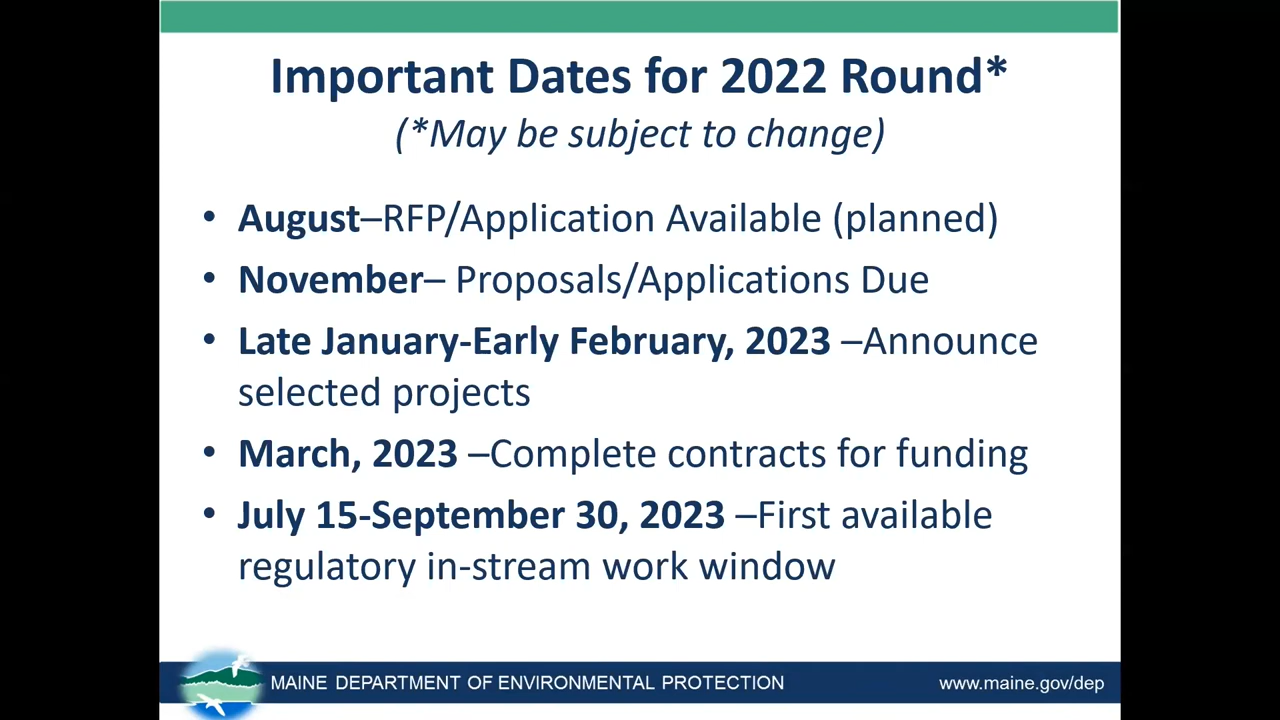 Important Dates for 2022 Round*
(*May be subject to change)
• August–RFP/Application Available (planned)
• November– Proposals/Applications Due
• Late January-Early February, 2023 –Announce
selected projects
• March, 2023 –Complete contracts for funding
• July 15-September 30, 2023 –First available
regulatory in-stream work window
MAINE DEPARTMENT OF ENVIRONMENTAL PROTECTION
www.maine.gov/dep